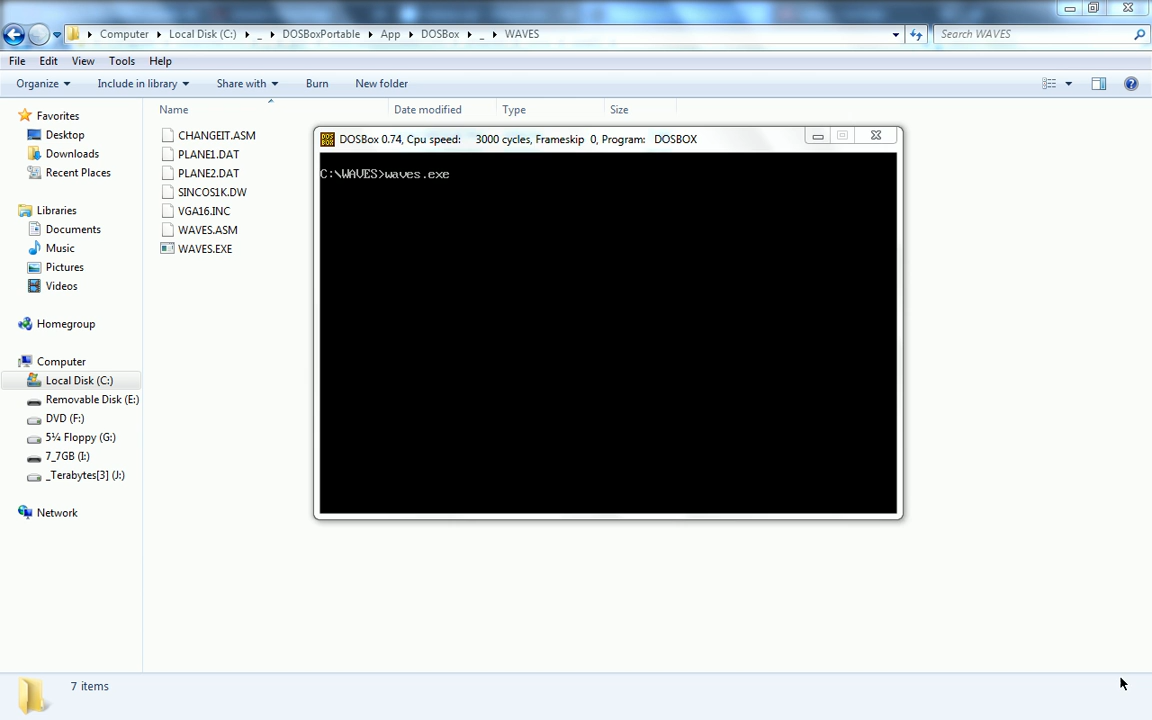 Computer Local Disk (C:) _ DOSBoxPortable App DOSBox _ WAVES
Search WAVES
File Edit View Tools Help
Organize Include in library Share with Burn New folder
Favorites
Desktop
Downloads
Recent Places
Libraries
Documents
Music
Pictures
Videos
Homegroup
Computer
Local Disk (C:)
Removable Disk (E:)
DVD (F:)
5¼ Floppy (G:)
7_7GB (I:)
_Terabytes[3] (J:)
Network
Name Date modified Type Size
CHANGEIT.ASM
PLANE1.DAT
PLANE2.DAT
SINCOS1K.DW
VGA16.INC
WAVES.ASM
WAVES.EXE
DOSBox 0.74, Cpu speed: 3000 cycles, Frameskip 0, Program: DOSBOX
C:\WAVES>waves.exe
7 items